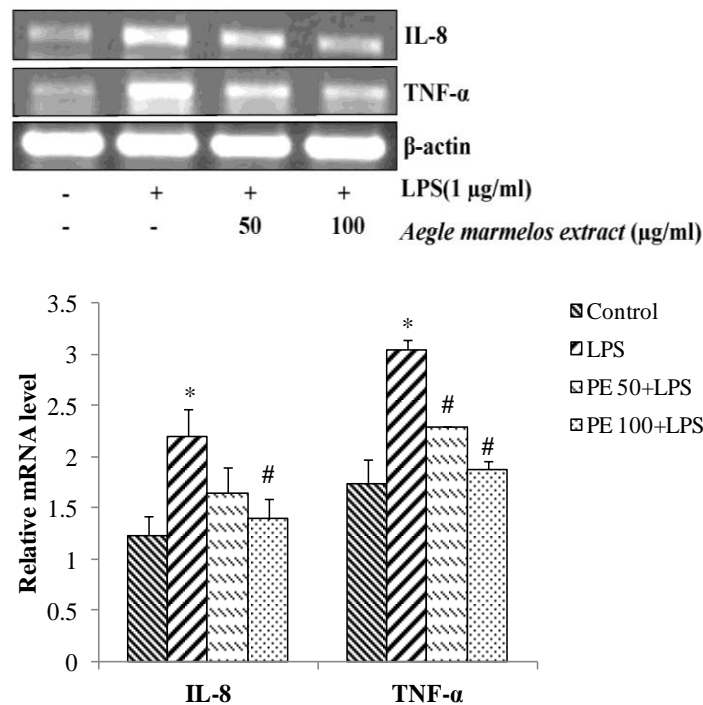 IL-8
TNF-α
β-actin
- + + + LPS(1 µg/ml)
- - 50 100 Aegle marmelos extract (µg/ml)
3.5
3
2.5
2
1.5
1
0.5
0
Relative mRNA level
*
#
*
#
#
IL-8 TNF-α
Control
LPS
PE 50+LPS
PE 100+LPS